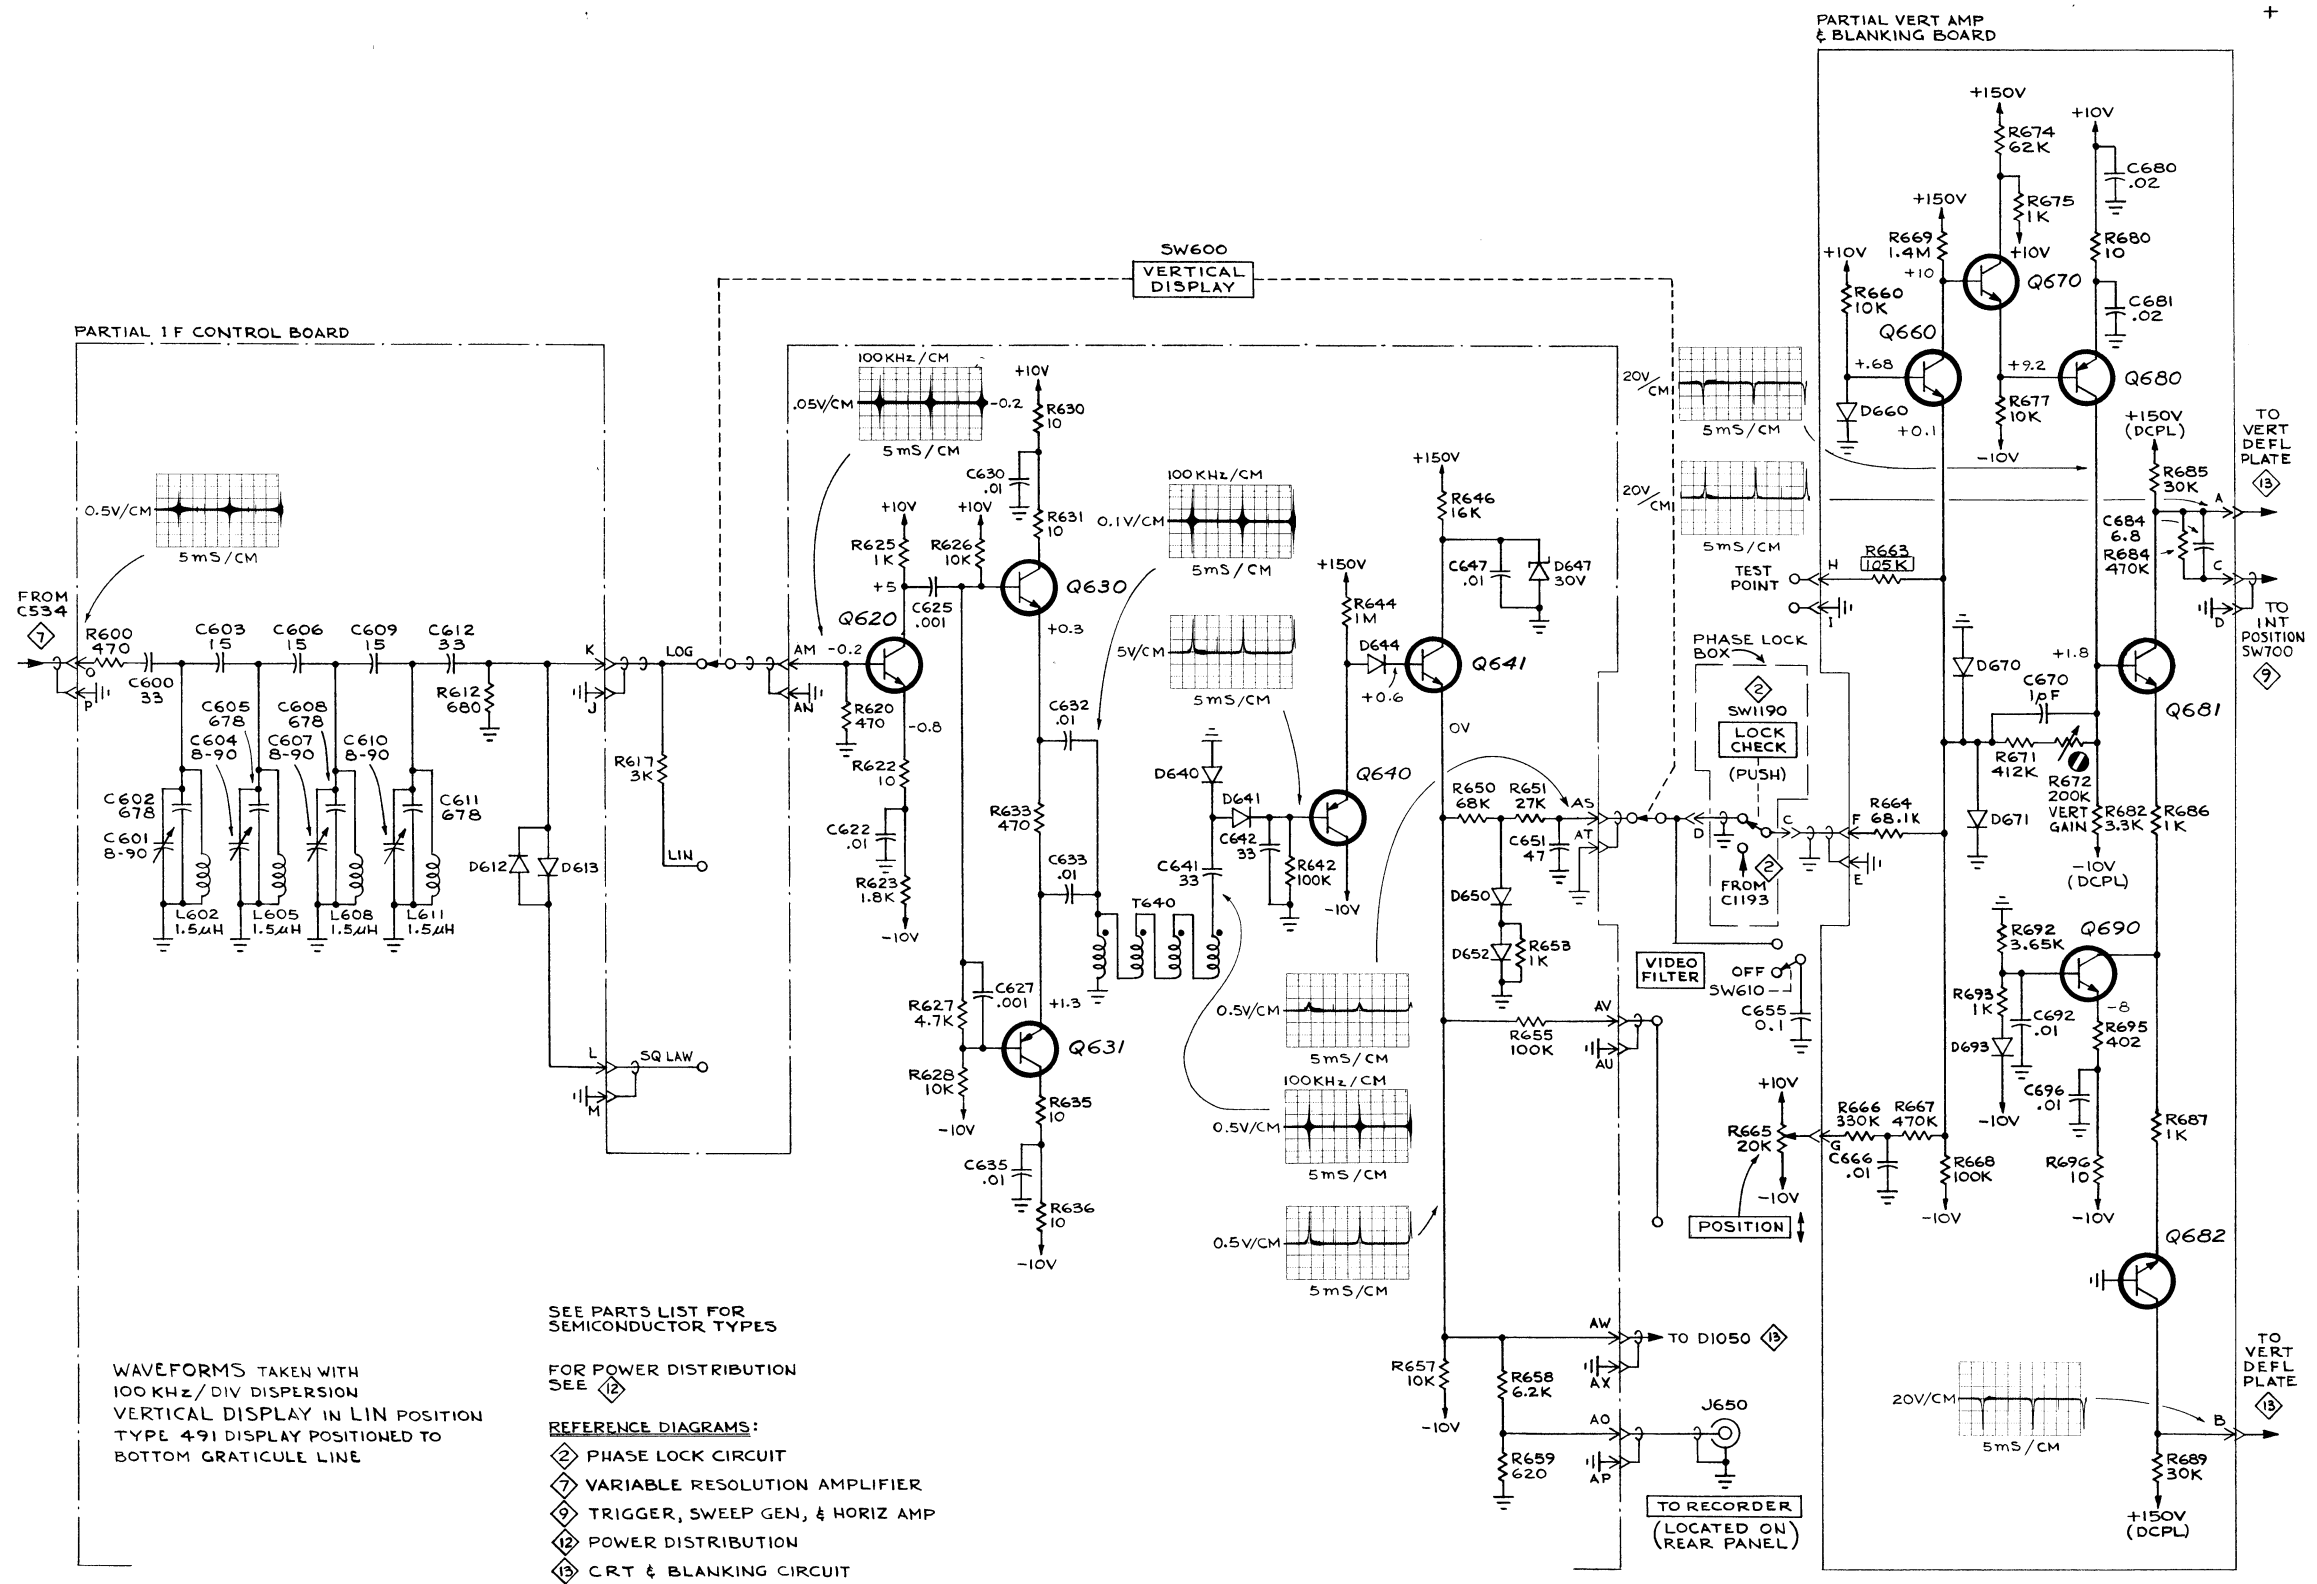 PARTIAL VERT AMP
& BLANKING BOARD
+
+150V
R674
62K
+10V
C680
.02
R675
1K
+10V
+150V
R669
1.4M
+10
Q670
R680
10
C681
.02
+10V
R660
10K
Q660
+.68
+9.2
Q680
D660
+0.1
R677
10K
-10V
+150V
(DCPL)
R685
30K
TO
VERT
DEFL
PLATE
13
A
C684
6.8
R684
470K
C
D
TO
INT
POSITION
SW700
9
SW600
VERTICAL
DISPLAY
PARTIAL IF CONTROL BOARD
0.5V/CM
5mS/CM
FROM
C534
7
R600
470
O
P
C600
33
C603
15
C606
15
C609
15
C612
33
R612
680
C605
678
C608
678
C604
8-90
C607
8-90
C610
8-90
C602
678
C601
8-90
C611
678
L602
1.5µH
L605
1.5µH
L608
1.5µH
L611
1.5µH
D612
D613
K
J
LOG
R617
3K
LIN
L
M
SQ LAW
100KHz/CM
.05V/CM
-0.2
5mS/CM
AM
-0.2
AN
Q620
R620
470
+10V
R625
1K
+5
C625
.001
-0.8
R622
10
C622
.01
R623
1.8K
-10V
+10V
R626
10K
+10V
R630
10
C630
.01
R631
10
Q630
+0.3
C632
.01
R633
470
C633
.01
T640
R627
4.7K
C627
.001
+1.3
Q631
R628
10K
-10V
R635
10
C635
.01
R636
10
-10V
100KHz/CM
0.1V/CM
5mS/CM
5V/CM
5mS/CM
D640
D641
C642
33
C641
33
R642
100K
Q640
-10V
+150V
R644
1M
D644
+0.6
+150V
R646
16K
C647
.01
D647
30V
Q641
0V
R650
68K
R651
27K
C651
47
AS
AT
D650
D652
R653
1K
0.5V/CM
5mS/CM
100KHz/CM
0.5V/CM
5mS/CM
0.5V/CM
5mS/CM
R655
100K
AV
AU
AW
TO D1050 13
AX
R657
10K
-10V
R658
6.2K
AO
AP
R659
620
J650
TO RECORDER
(LOCATED ON
REAR PANEL)
20V/CM
5mS/CM
20V/CM
5mS/CM
TEST
POINT
H
I
R663
105K
PHASE LOCK
BOX
2
SW1190
LOCK
CHECK
(PUSH)
D
C
2
FROM
C1193
F
E
R664
68.1K
VIDEO
FILTER
OFF
SW610
C655
0.1
+10V
R665
20K
-10V
POSITION
G
R666
330K
R667
470K
C666
.01
R668
100K
-10V
D670
D671
C670
1pF
R671
412K
R672
200K
VERT
GAIN
R682
3.3K
-10V
(DCPL)
+1.8
Q681
R686
1K
R692
3.65K
Q690
R693
1K
C692
.01
D693
-10V
-8
R695
402
C696
.01
R696
10
-10V
R687
1K
Q682
20V/CM
5mS/CM
B
TO
VERT
DEFL
PLATE
13
R689
30K
+150V
(DCPL)
WAVEFORMS TAKEN WITH
100 KHz/DIV DISPERSION
VERTICAL DISPLAY IN LIN POSITION
TYPE 491 DISPLAY POSITIONED TO
BOTTOM GRATICULE LINE
SEE PARTS LIST FOR
SEMICONDUCTOR TYPES
FOR POWER DISTRIBUTION
SEE 12
REFERENCE DIAGRAMS:
2 PHASE LOCK CIRCUIT
7 VARIABLE RESOLUTION AMPLIFIER
9 TRIGGER, SWEEP GEN, & HORIZ AMP
12 POWER DISTRIBUTION
13 CRT & BLANKING CIRCUIT